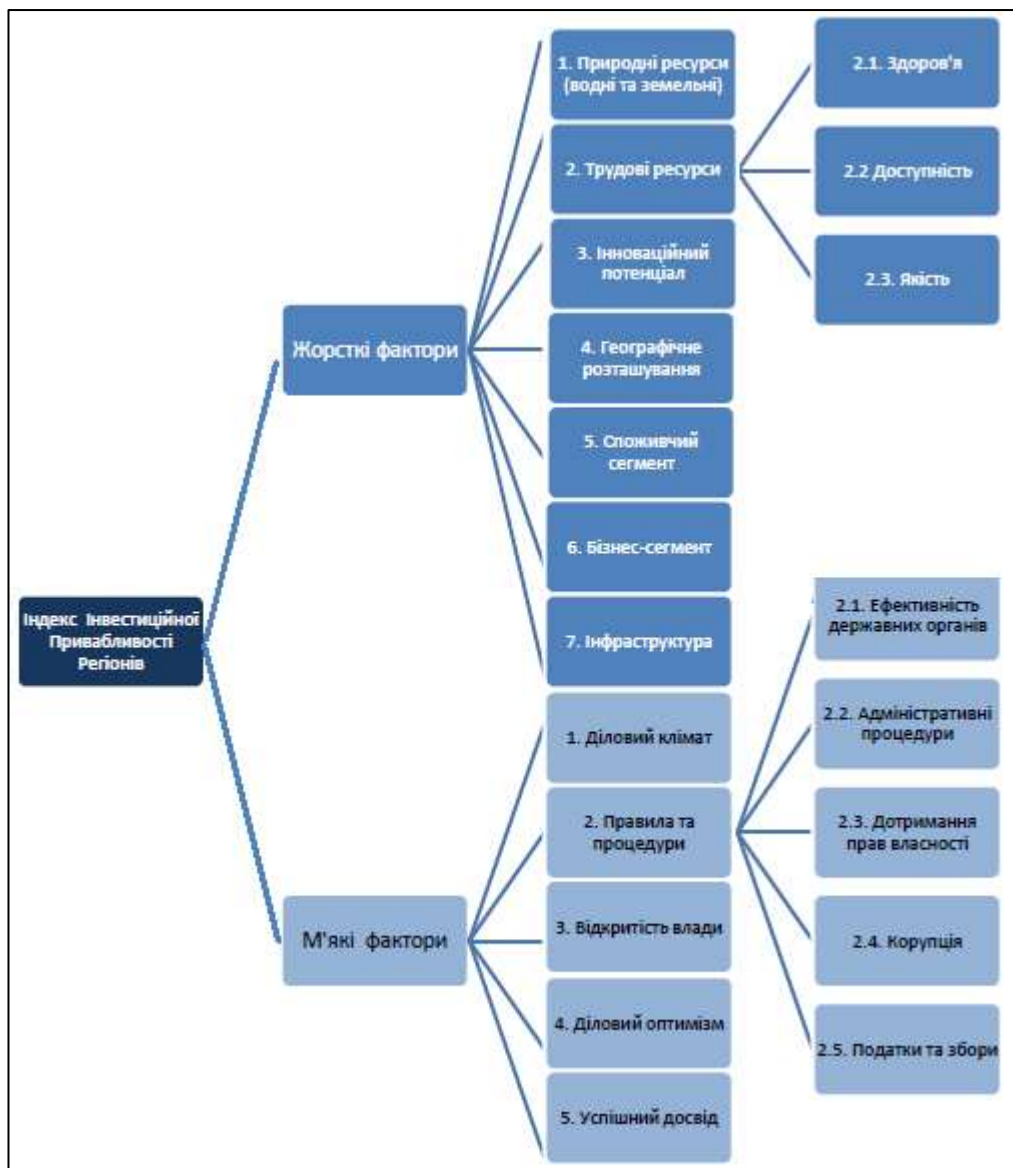 1. Природні ресурси
(водні та земельні)
2. Трудові ресурси
2.1. Здоров'я
2.2 Доступність
2.3. Якість
3. Інноваційний
потенціал
4. Географічне
розташування
5. Споживчий
сегмент
6. Бізнес-сегмент
7. Інфраструктура
Жорсткі фактори
Індекс Інвестиційної
Привабливості
Регіонів
М'які фактори
1. Діловий клімат
2. Правила та
процедури
3. Відкритість влади
4. Діловий оптимізм
5. Успішний досвід
2.1. Ефективність
державних органів
2.2. Адміністративні
процедури
2.3. Дотримання
прав власності
2.4. Корупція
2.5. Податки та збори